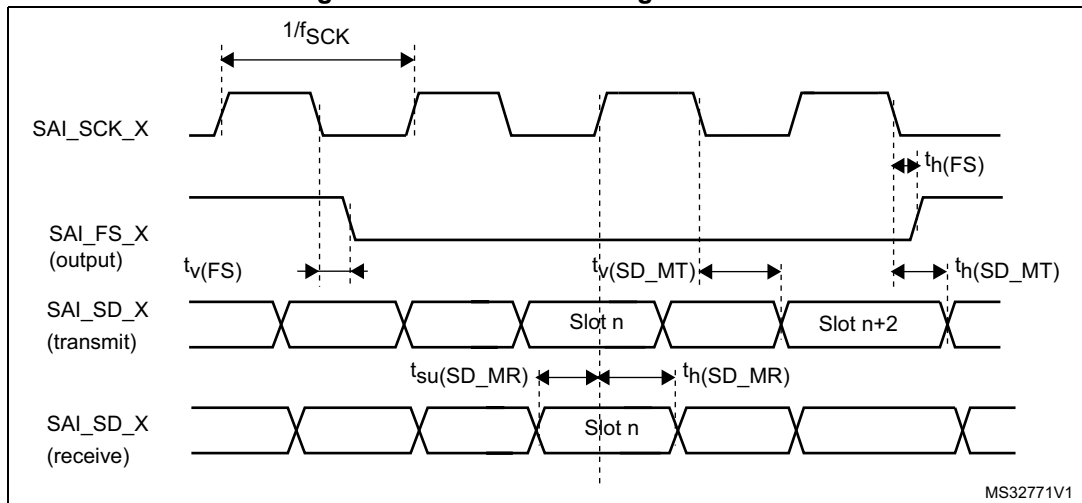 1/fSCK
SAI_SCK_X
th(FS)
SAI_FS_X
(output)
tv(FS)
tv(SD_MT)
th(SD_MT)
SAI_SD_X
(transmit)
Slot n
Slot n+2
tsu(SD_MR)
th(SD_MR)
SAI_SD_X
(receive)
Slot n
MS32771V1